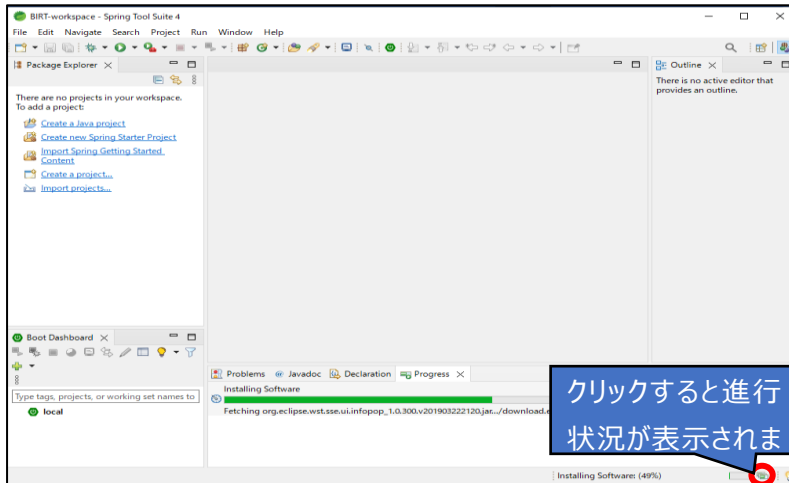 BIRT-workspace - Spring Tool Suite 4
File Edit Navigate Search Project Run Window Help
Package Explorer
There are no projects in your workspace.
To add a project:
Create a Java project
Create new Spring Starter Project
Import Spring Getting Started
Content
Create a project...
Import projects...
Outline
There is no active editor that
provides an outline.
Boot Dashboard
Type tags, projects, or working set names to
local
Problems Javadoc Declaration Progress
Installing Software
Fetching org.eclipse.wst.sse.ui.infopop_1.0.300.v201903222120.jar.../download.e
クリックすると進行
状況が表示されま
Installing Software: (49%)